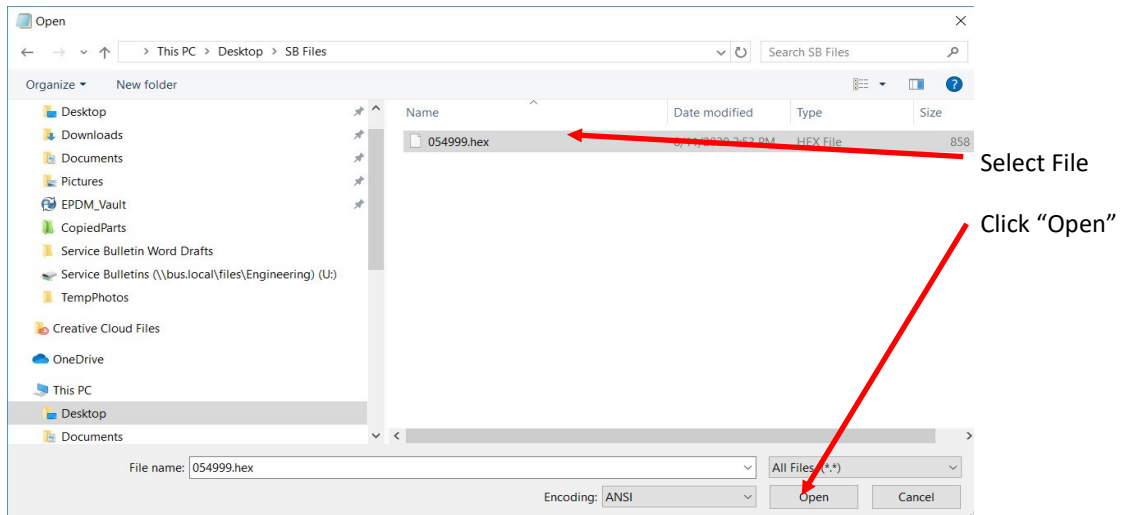 Open
This PC > Desktop > SB Files
Search SB Files
Organize
New folder
Desktop
Downloads
Documents
Pictures
EPDM_Vault
CopiedParts
Service Bulletin Word Drafts
Service Bulletins (\\bus.local\files\Engineering) (U:)
TempPhotos
Creative Cloud Files
OneDrive
This PC
Desktop
Documents
Name Date modified Type Size
054999.hex 2:53 PM HEX File 858
Select File
Click “Open”
File name: 054999.hex
All Files (*.*)
Encoding: ANSI
Open
Cancel